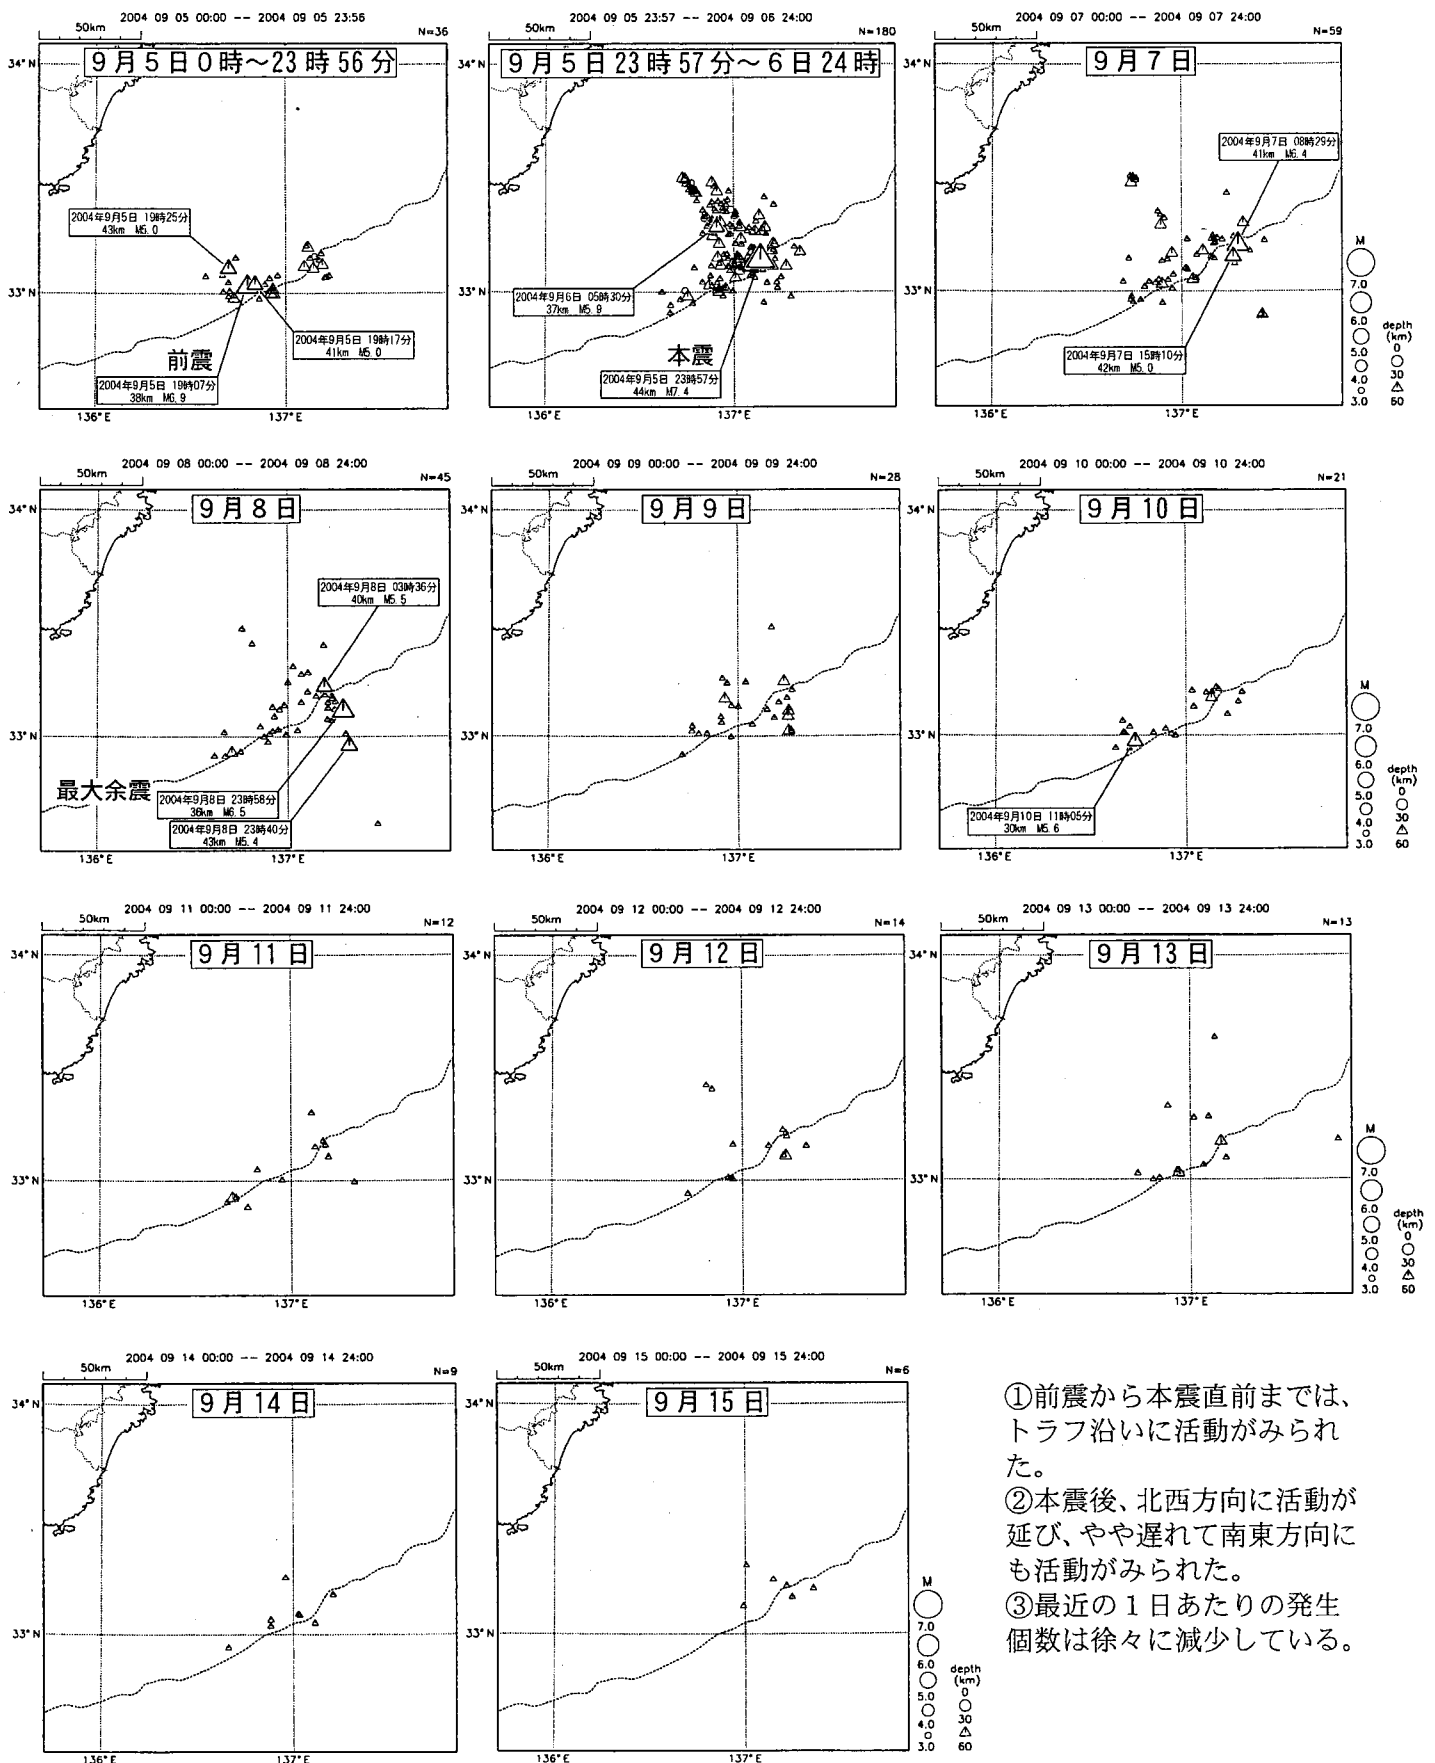 2004 09 05 00:00 -- 2004 09 05 23:56
50km
N=36
9月5日0時～23時56分
34°N
2004年9月5日 19時25分
43km M5.0
33°N
2004年9月5日 19時17分
41km M5.0
前震
2004年9月5日 19時07分
38km M6.9
136°E
137°E
2004 09 05 23:57 -- 2004 09 06 24:00
50km
N=180
9月5日23時57分～6日24時
34°N
2004年9月6日 05時30分
37km M5.9
33°N
本震
2004年9月5日 23時57分
44km M7.4
136°E
137°E
2004 09 07 00:00 -- 2004 09 07 24:00
50km
N=59
9月7日
34°N
2004年9月7日 08時29分
41km M6.4
33°N
2004年9月7日 15時10分
42km M5.0
136°E
137°E
M
7.0
6.0
5.0
4.0
3.0
depth
(km)
0
30
60
2004 09 08 00:00 -- 2004 09 08 24:00
50km
N=45
9月8日
34°N
2004年9月8日 03時36分
40km M5.5
33°N
最大余震
2004年9月8日 23時58分
36km M6.5
2004年9月8日 23時40分
43km M5.4
136°E
137°E
2004 09 09 00:00 -- 2004 09 09 24:00
50km
N=28
9月9日
34°N
33°N
136°E
137°E
2004 09 10 00:00 -- 2004 09 10 24:00
50km
N=21
9月10日
34°N
33°N
2004年9月10日 11時05分
30km M5.6
136°E
137°E
M
7.0
6.0
5.0
4.0
3.0
depth
(km)
0
30
60
2004 09 11 00:00 -- 2004 09 11 24:00
50km
N=12
9月11日
34°N
33°N
136°E
137°E
2004 09 12 00:00 -- 2004 09 12 24:00
50km
N=14
9月12日
34°N
33°N
136°E
137°E
2004 09 13 00:00 -- 2004 09 13 24:00
50km
N=13
9月13日
34°N
33°N
136°E
137°E
M
7.0
6.0
5.0
4.0
3.0
depth
(km)
0
30
60
2004 09 14 00:00 -- 2004 09 14 24:00
50km
N=9
9月14日
34°N
33°N
136°E
137°E
2004 09 15 00:00 -- 2004 09 15 24:00
50km
N=6
9月15日
34°N
33°N
136°E
137°E
M
7.0
6.0
5.0
4.0
3.0
depth
(km)
0
30
60
①前震から本震直前までは、
トラフ沿いに活動がみられ
た。
②本震後、北西方向に活動が
延び、やや遅れて南東方向に
も活動がみられた。
③最近の１日あたりの発生
個数は徐々に減少している。